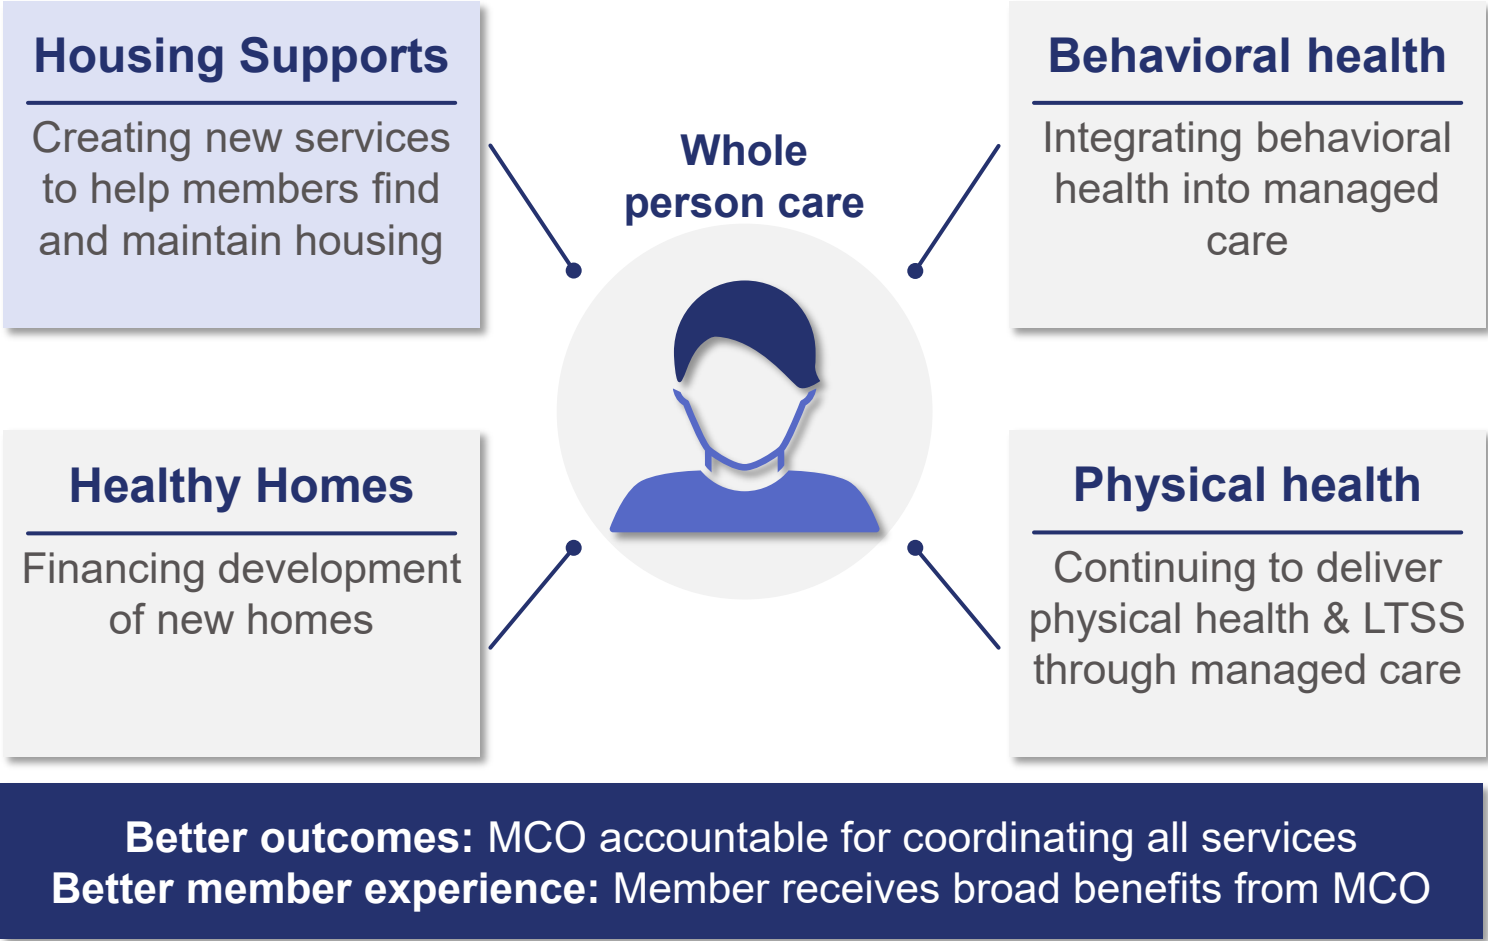 Housing Supports
Creating new services
to help members find
and maintain housing
Whole
person care
Behavioral health
Integrating behavioral
health into managed
care
Healthy Homes
Financing development
of new homes
Physical health
Continuing to deliver
physical health & LTSS
through managed care
Better outcomes: MCO accountable for coordinating all services
Better member experience: Member receives broad benefits from MCO